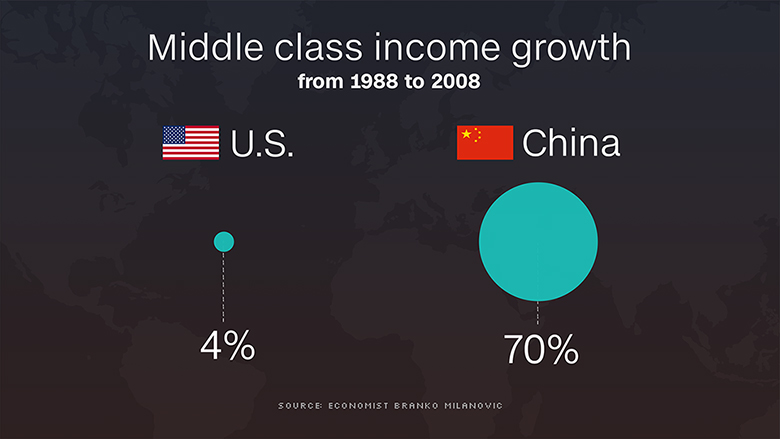 Middle class income growth
from 1988 to 2008
U.S.
China
4%
70%
SOURCE: ECONOMIST BRANKO MILANOVIC